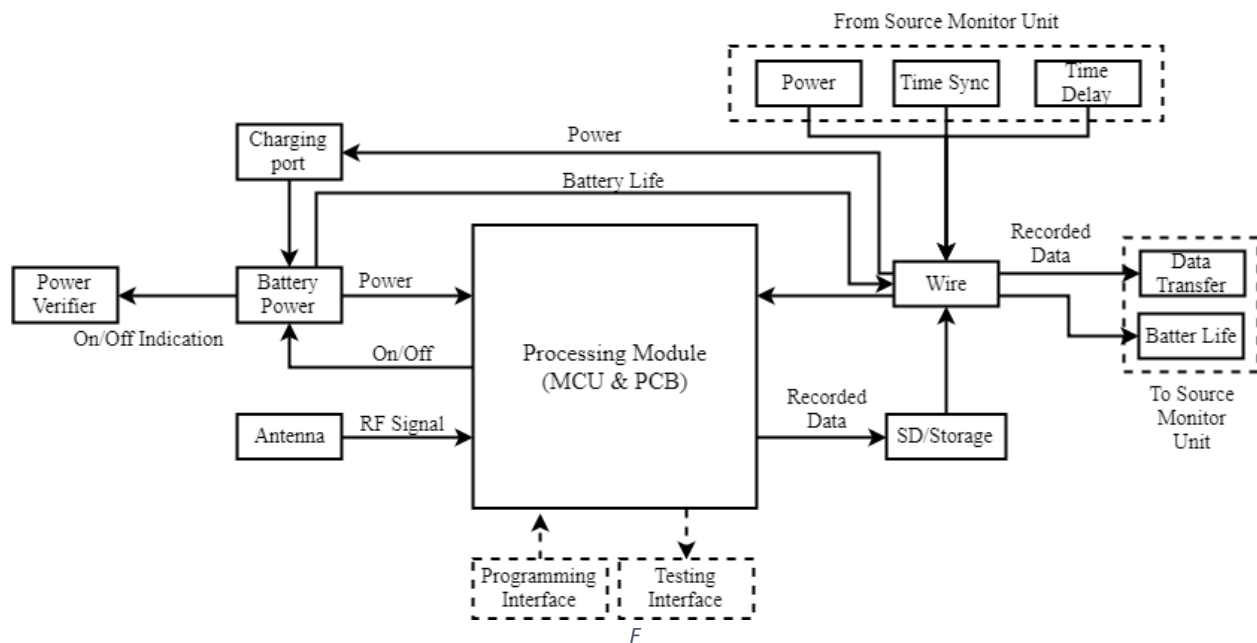 From Source Monitor Unit
Power
Time Sync
Time
Delay
Charging
port
Power
Battery Life
Recorded
Data
Data
Transfer
Power
Verifier
Battery
Power
Power
Wire
On/Off Indication
On/Off
Processing Module
(MCU & PCB)
Batter Life
To Source
Monitor
Unit
Antenna
RF Signal
Recorded
Data
SD/Storage
Programming
Interface
Testing
Interface
F